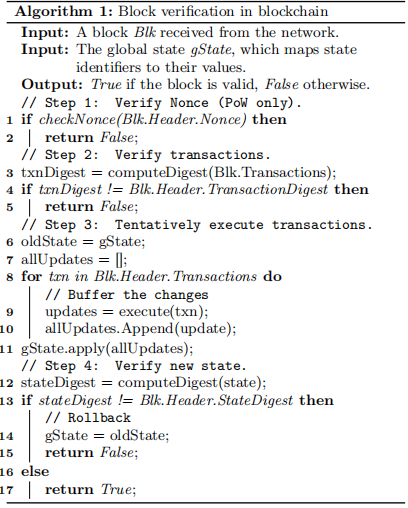 Algorithm 1: Block verification in blockchain
Input: A block Blk received from the network.
Input: The global state gState, which maps state
identifiers to their values.
Output: True if the block is valid, False otherwise.
// Step 1: Verify Nonce (PoW only).
1 if checkNonce(Blk.Header.Nonce) then
2 return False;
// Step 2: Verify transactions.
3 txnDigest = computeDigest(Blk.Transactions);
4 if txnDigest != Blk.Header.TransactionDigest then
5 return False;
// Step 3: Tentatively execute transactions.
6 oldState = gState;
7 allUpdates = [];
8 for txn in Blk.Header.Transactions do
// Buffer the changes
9 updates = execute(txn);
10 allUpdates.Append(update);
11 gState.apply(allUpdates);
// Step 4: Verify new state.
12 stateDigest = computeDigest(state);
13 if stateDigest != Blk.Header.StateDigest then
// Rollback
14 gState = oldState;
15 return False;
16 else
17 return True;